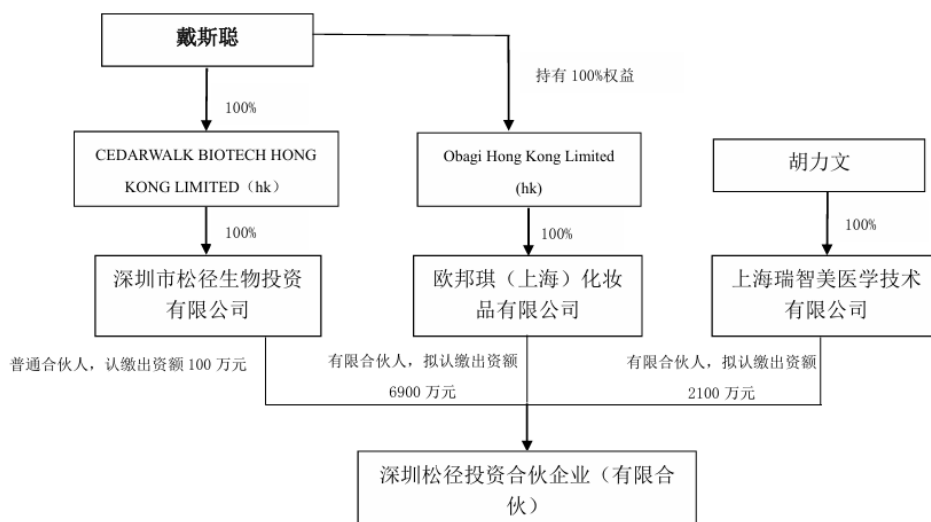 戴斯聪
持有 100%权益
100%
CEDARWALK BIOTECH HONG
KONG LIMITED（hk）
Obagi Hong Kong Limited
(hk)
胡力文
100%
100%
100%
深圳市松径生物投资
有限公司
欧邦琪（上海）化妆
品有限公司
上海瑞智美医学技术
有限公司
普通合伙人，认缴出资额 100 万元
有限合伙人，拟认缴出资额
6900 万元
有限合伙人，拟认缴出资额
2100 万元
深圳松径投资合伙企业（有限合
伙）